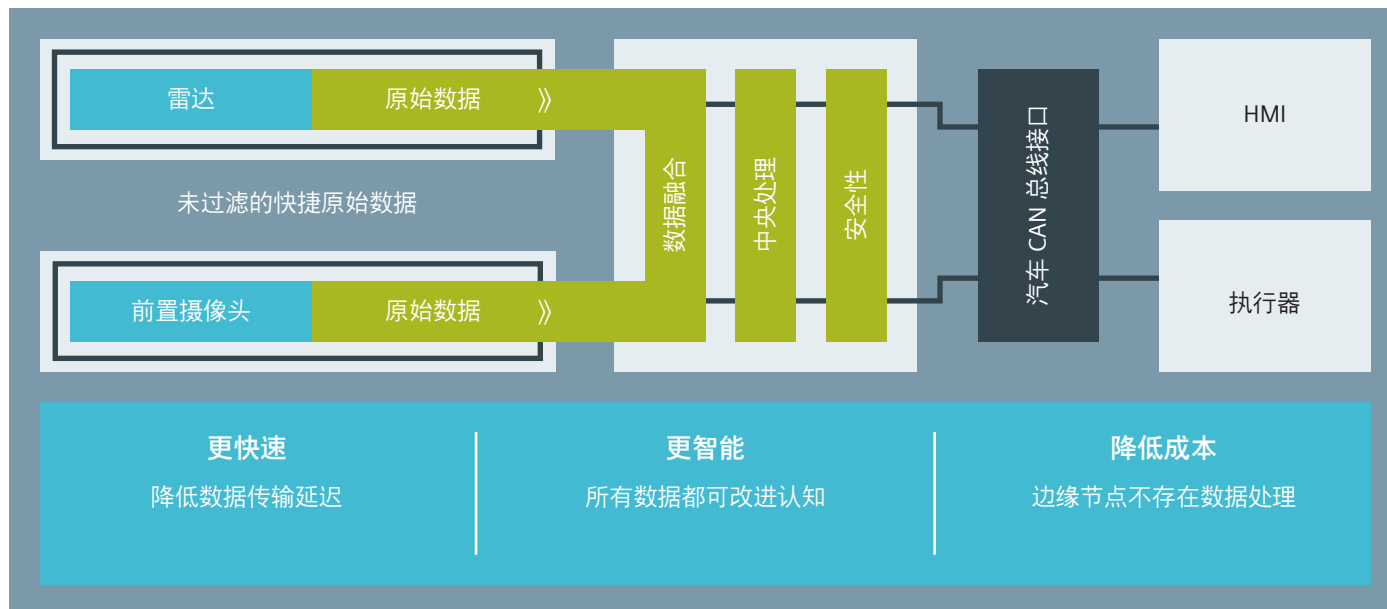 雷达
原始数据 》
未过滤的快捷原始数据
前置摄像头
原始数据 》
数据融合
中央处理
安全性
汽车 CAN 总线接口
HMI
执行器
更快速
降低数据传输延迟
更智能
所有数据都可改进认知
降低成本
边缘节点不存在数据处理